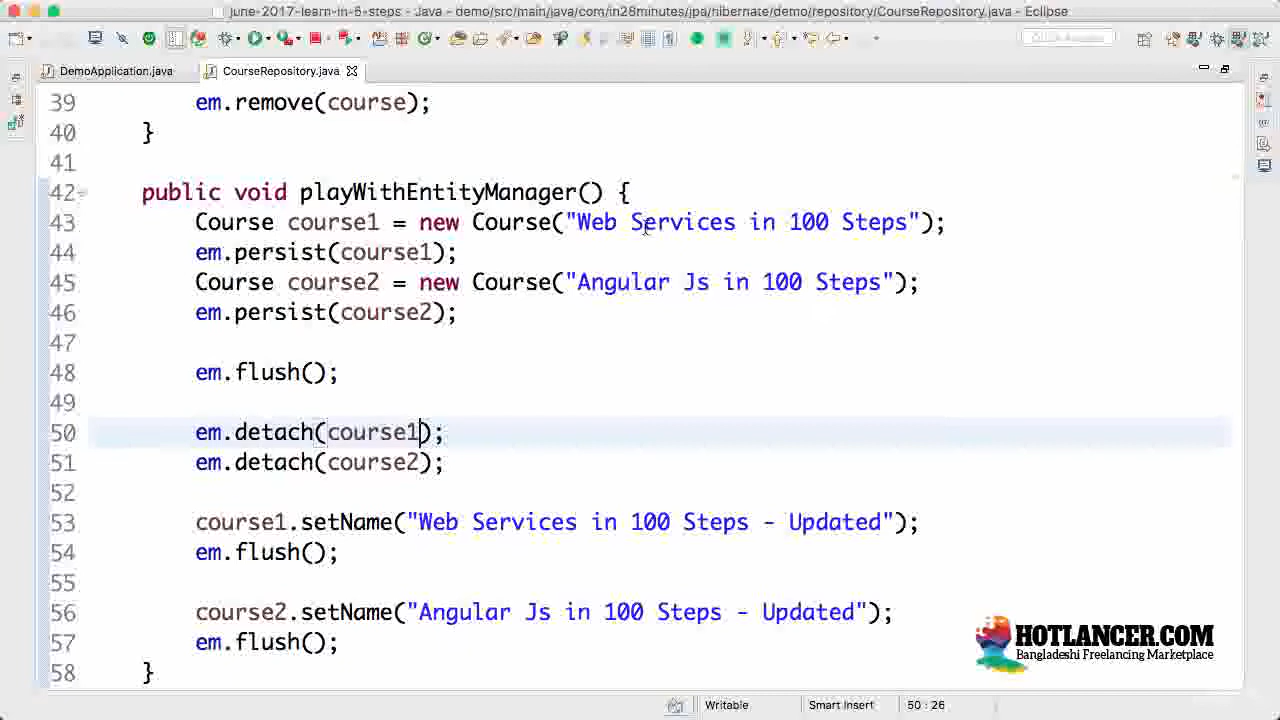 june-2017-learn-in-6-steps - Java - demo/src/main/java/com/in28minutes/jpa/hibernate/demo/repository/CourseRepository.java - Eclipse
Quick Access
DemoApplication.java
CourseRepository.java
39 em.remove(course);
40 }
41
42 public void playWithEntityManager() {
43 Course course1 = new Course("Web Services in 100 Steps");
44 em.persist(course1);
45 Course course2 = new Course("Angular Js in 100 Steps");
46 em.persist(course2);
47
48 em.flush();
49
50 em.detach(course1);
51 em.detach(course2);
52
53 course1.setName("Web Services in 100 Steps - Updated");
54 em.flush();
55
56 course2.setName("Angular Js in 100 Steps - Updated");
57 em.flush();
58 }
HOTLANCER.COM
Bangladeshi Freelancing Marketplace
Writable Smart Insert 50 : 26